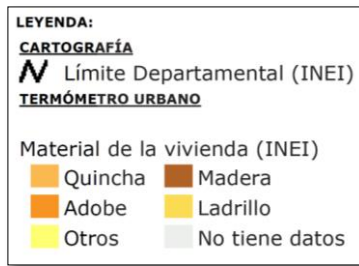 LEYENDA:
CARTOGRAFÍA
Límite Departamental (INEI)
TERMÓMETRO URBANO
Material de la vivienda (INEI)
Quincha Madera
Adobe Ladrillo
Otros No tiene datos